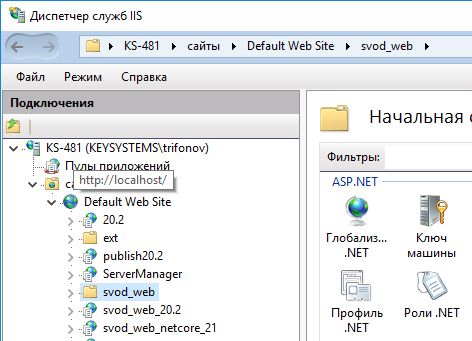 Диспетчер служб IIS
KS-481 сайты Default Web Site svod_web
Файл Режим Справка
Подключения
KS-481 (KEYSYSTEMS\trifonov)
Пулы приложений
http://localhost/
Default Web Site
20.2
ext
publish20.2
ServerManager
svod_web
svod_web_20.2
svod_web_netcore_21
Начальная с
Фильтры:
ASP.NET
Глобализ...
.NET
Ключ
машины
Профиль
.NET
Роли .NET